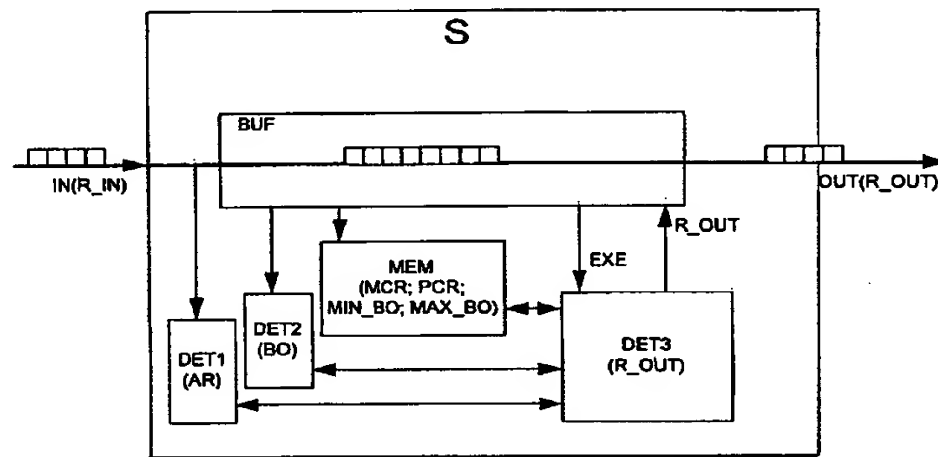 S
BUF
IN(R_IN)
OUT(R_OUT)
R_OUT
EXE
MEM
(MCR; PCR;
MIN_BO; MAX_BO)
DET2
(BO)
DET1
(AR)
DET3
(R_OUT)